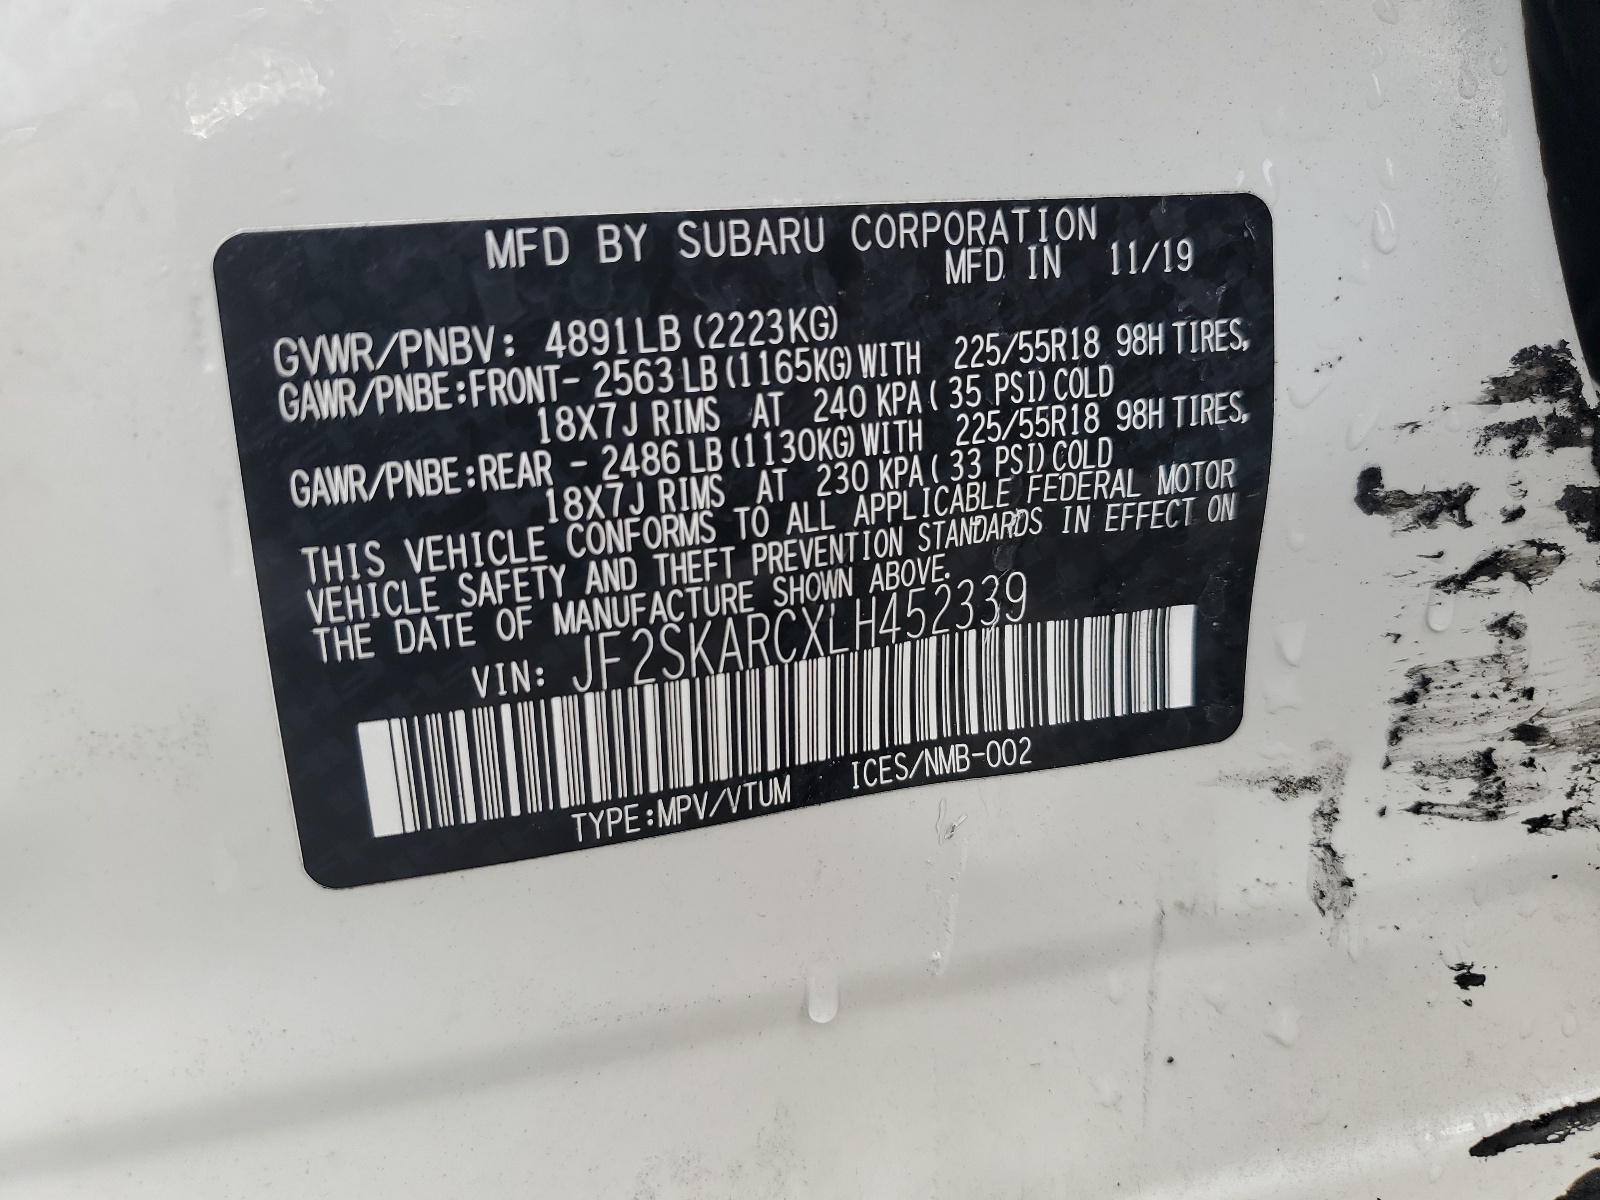 MFD BY SUBARU CORPORATION
MFD IN 11/19
GVWR/PNBV: 4891LB (2223KG)
GAWR/PNBE:FRONT- 2563LB(1165KG)WITH 225/55R18 98H TIRES,
18X7J RIMS AT 240 KPA( 35 PSI)COLD
GAWR/PNBE:REAR - 2486LB(1130KG)WITH 225/55R18 98H TIRES,
18X7J RIMS AT 230 KPA( 33 PSI)COLD
THIS VEHICLE CONFORMS TO ALL APPLICABLE FEDERAL MOTOR
VEHICLE SAFETY AND THEFT PREVENTION STANDARDS IN EFFECT ON
THE DATE OF MANUFACTURE SHOWN ABOVE.
VIN: JF2SKARCXLH452339
TYPE:MPV/VTUM ICES/NMB-002